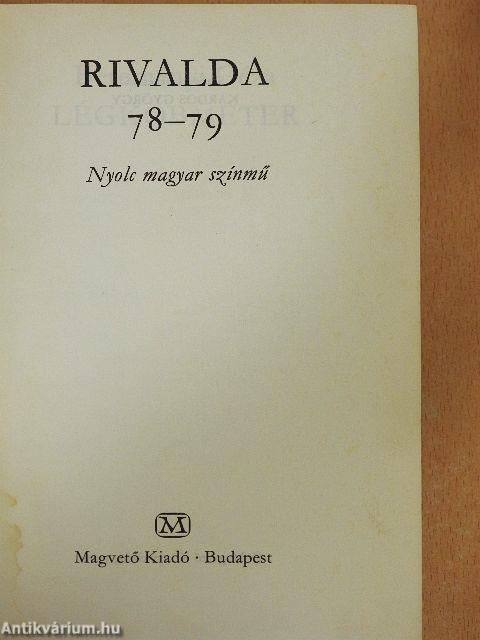 RIVALDA
78–79
Nyolc magyar színmű
M
Magvető Kiadó · Budapest
Antikvárium.hu